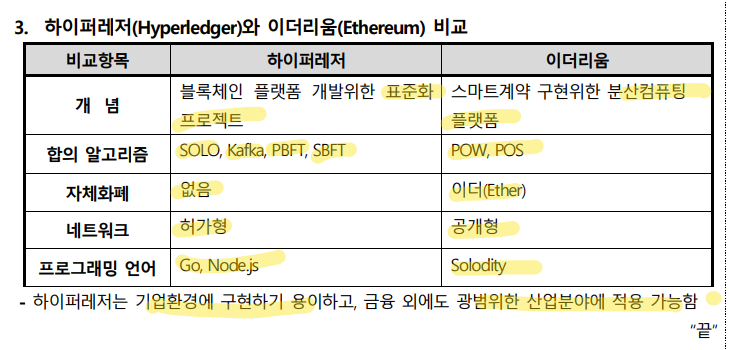 3. 하이퍼레저(Hyperledger)와 이더리움(Ethereum) 비교
비교항목 하이퍼레저 이더리움
개 념 블록체인 플랫폼 개발위한 표준화 프로젝트 스마트계약 구현위한 분산컴퓨팅 플랫폼
합의 알고리즘 SOLO, Kafka, PBFT, SBFT POW, POS
자체화폐 없음 이더(Ether)
네트워크 허가형 공개형
프로그래밍 언어 Go, Node.js Solodity
- 하이퍼레저는 기업환경에 구현하기 용이하고, 금융 외에도 광범위한 산업분야에 적용 가능함
“끝”